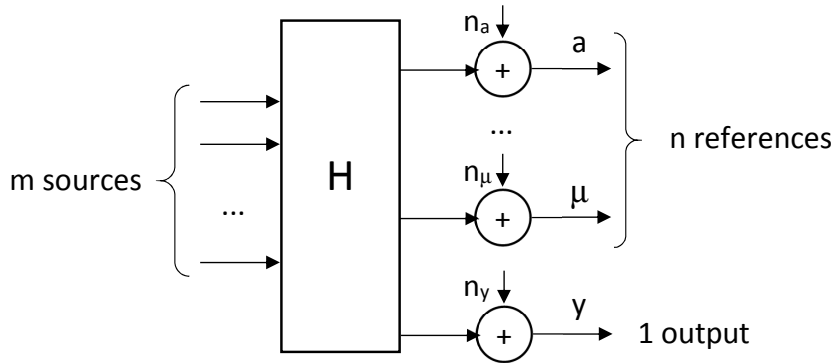 nₐ
a
+
...
n references
m sources
H
...
n_μ
μ
+
n_y
y
+
1 output